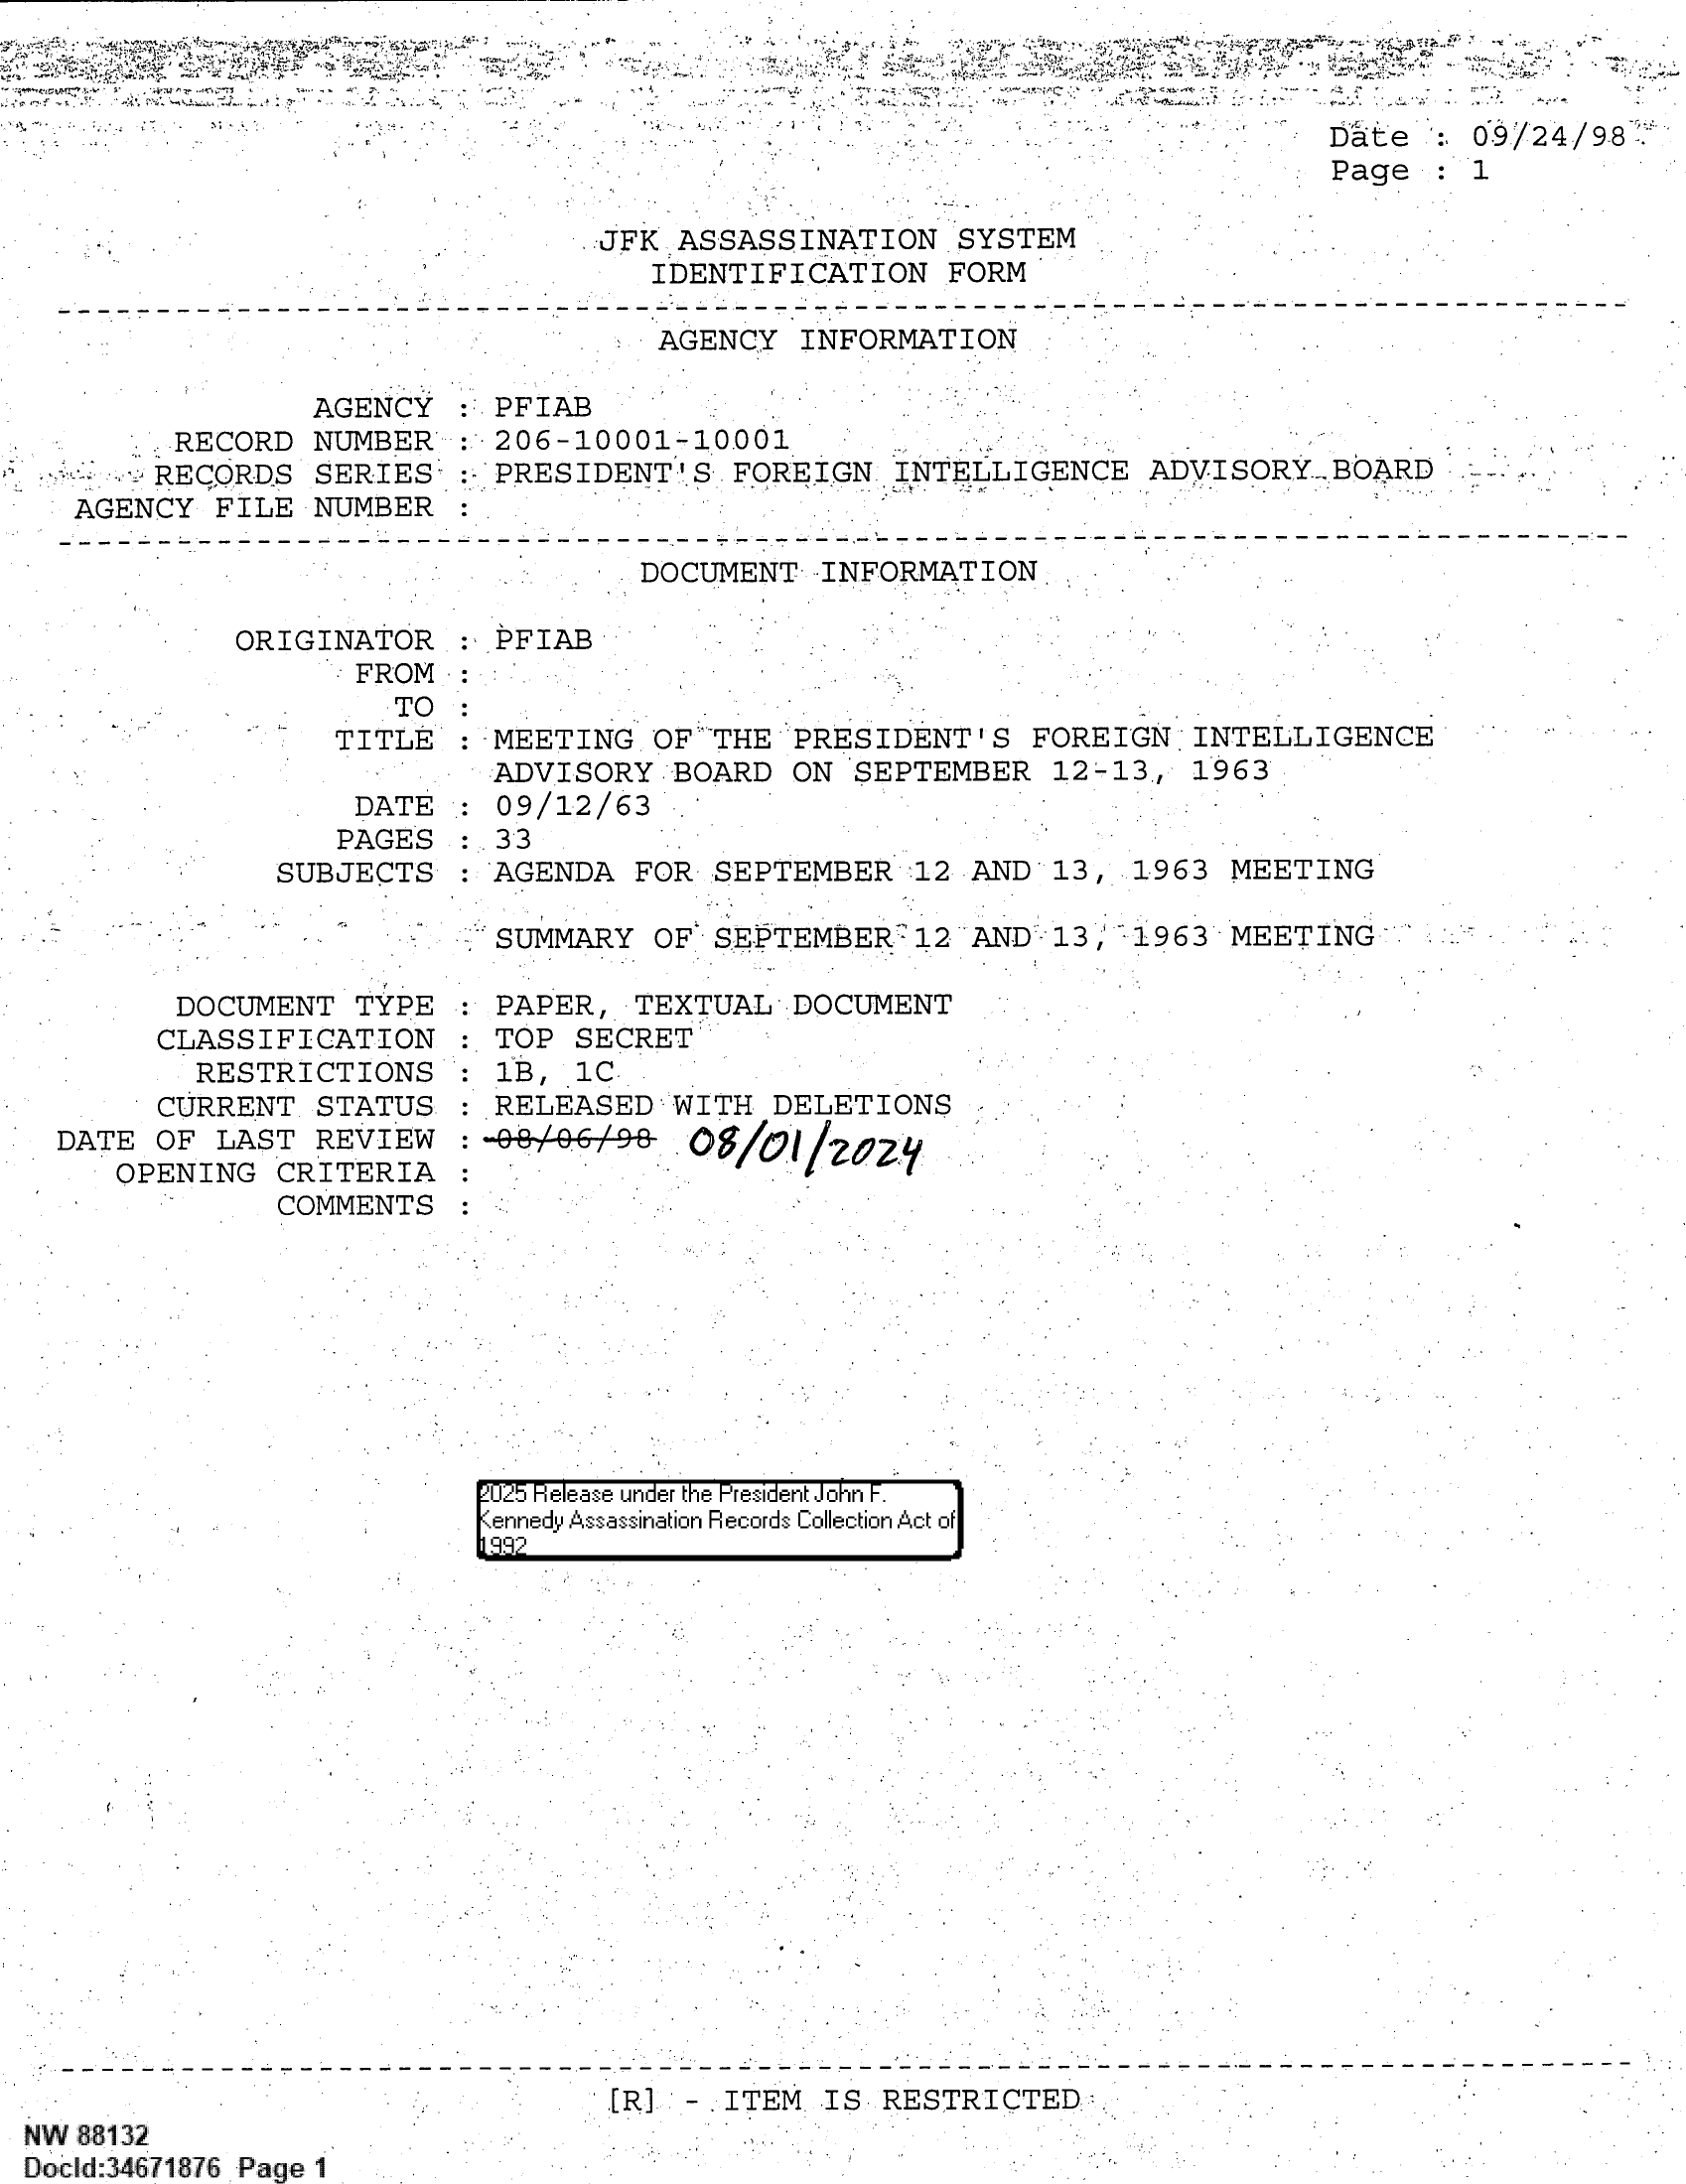 Date : 09/24/98
Page : 1
JFK ASSASSINATION SYSTEM
IDENTIFICATION FORM
AGENCY INFORMATION
AGENCY : PFIAB
RECORD NUMBER : 206-10001-10001
RECORDS SERIES : PRESIDENT'S FOREIGN INTELLIGENCE ADVISORY BOARD
AGENCY FILE NUMBER :
DOCUMENT INFORMATION
ORIGINATOR : PFIAB
FROM :
TO :
TITLE : MEETING OF THE PRESIDENT'S FOREIGN INTELLIGENCE
ADVISORY BOARD ON SEPTEMBER 12-13, 1963
DATE : 09/12/63
PAGES : 33
SUBJECTS : AGENDA FOR SEPTEMBER 12 AND 13, 1963 MEETING
SUMMARY OF SEPTEMBER 12 AND 13, 1963 MEETING
DOCUMENT TYPE : PAPER, TEXTUAL DOCUMENT
CLASSIFICATION : TOP SECRET
RESTRICTIONS : 1B, 1C
CURRENT STATUS : RELEASED WITH DELETIONS
DATE OF LAST REVIEW : 08/06/98 08/01/2024
OPENING CRITERIA :
COMMENTS :
2025 Release under the President John F.
Kennedy Assassination Records Collection Act of
1992
[R] - ITEM IS RESTRICTED
NW 88132
DocId:34671876 Page 1